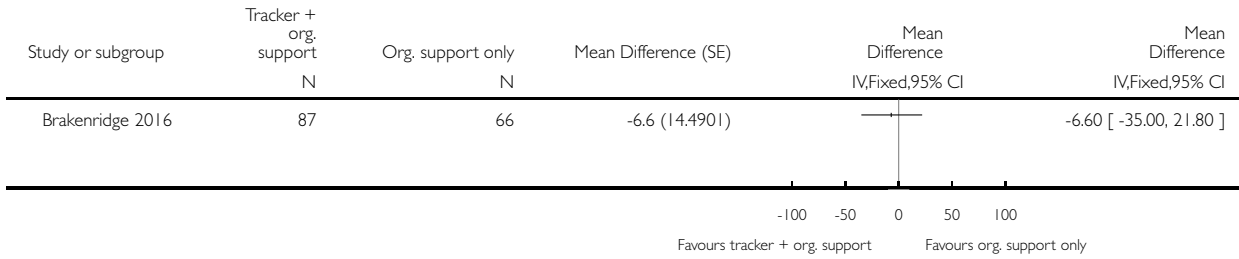 Study or subgroup
Tracker +
org.
support
Org. support only
Mean Difference (SE)
Mean
Difference
Mean
Difference
N
N
IV,Fixed,95% CI
IV,Fixed,95% CI
Brakenridge 2016
87
66
-6.6 (14.4901)
-6.60 [ -35.00, 21.80 ]
-100
-50
0
50
100
Favours tracker + org. support
Favours org. support only